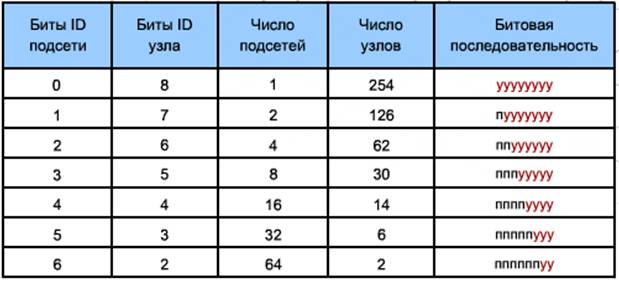 Биты ID подсети Биты ID узла Число подсетей Число узлов Битовая последовательность
0 8 1 254 уууууууу
1 7 2 126 пууууууу
2 6 4 62 ппуууууу
3 5 8 30 пппууууу
4 4 16 14 ппппуууу
5 3 32 6 пппппууу
6 2 64 2 ппппппуу